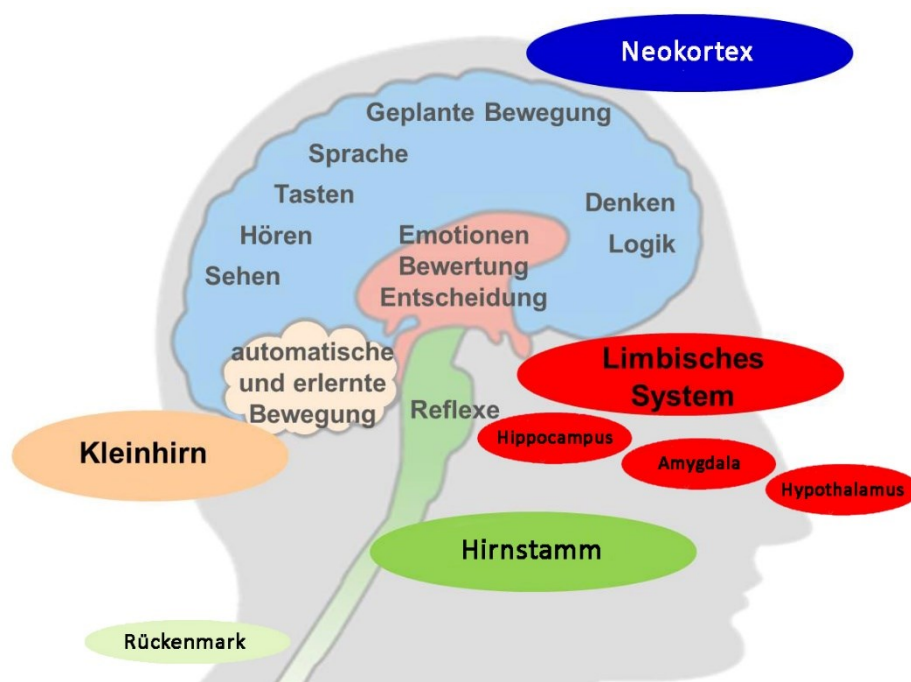 Neokortex
Geplante Bewegung
Sprache
Tasten
Hören
Sehen
Denken
Logik
Emotionen
Bewertung
Entscheidung
automatische
und erlernte
Bewegung
Reflexe
Limbisches
System
Hippocampus
Amygdala
Hypothalamus
Kleinhirn
Hirnstamm
Rückenmark